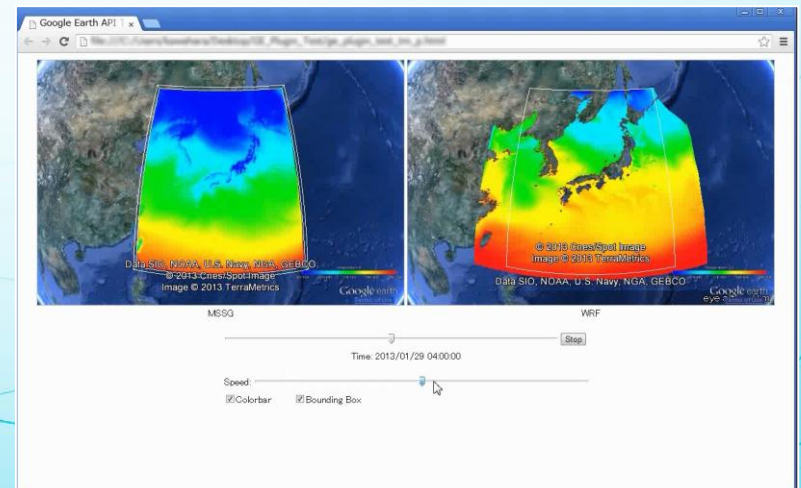 Google Earth API T
Data SIO, NOAA, U.S. Navy, NGA, GEBCO
© 2013 Cnes/Spot Image
Image © 2013 TerraMetrics
Google earth
© 2013 Cnes/Spot Image
Image © 2013 TerraMetrics
Data SIO, NOAA, U.S. Navy, NGA, GEBCO
Google earth
eye
MSSG
WRF
Stop
Time: 2013/01/29 04:00:00
Speed:
Colorbar
Bounding Box